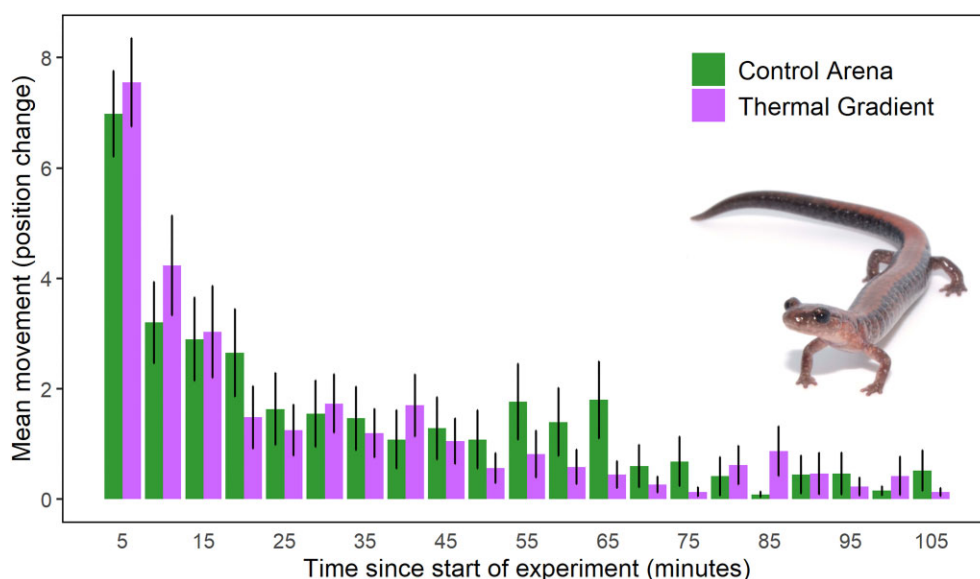 8
6
4
2
0
Mean movement (position change)
Control Arena
Thermal Gradient
5 15 25 35 45 55 65 75 85 95 105
Time since start of experiment (minutes)